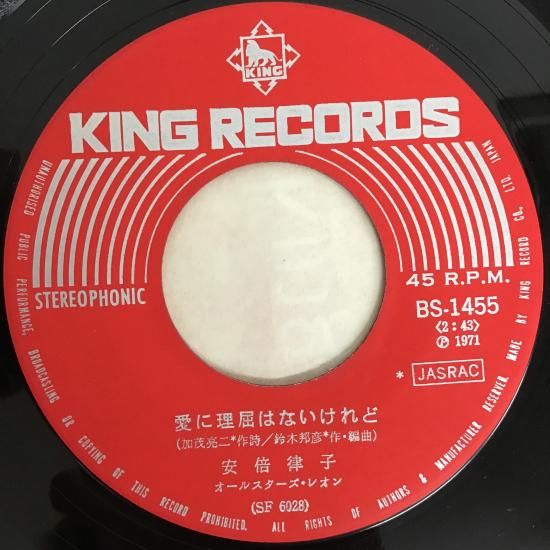 KING
KING RECORDS
STEREOPHONIC
45 R.P.M.
BS-1455
《2:43》
Ⓟ 1971
* JASRAC
愛に理屈はないけれど
(加茂亮二*作詩/鈴木邦彦*作・編曲)
安倍律子
オールスターズ・レオン
《SF 6028》
UNAUTHORISED PUBLIC PERFORMANCE, BROADCASTING OR COPYING OF THIS RECORD PROHIBITED. ALL RIGHTS OF AUTHORS & MANUFACTURER RESERVED. MADE BY KING RECORD CO., LTD. JAPAN